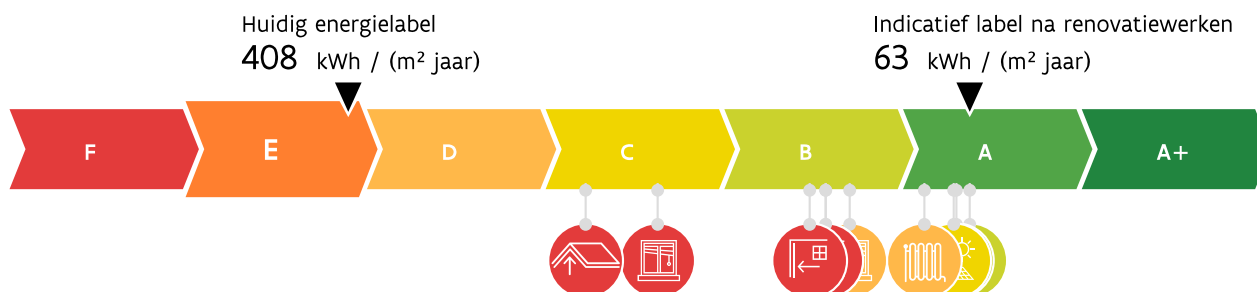 Huidig energielabel
408 kWh / (m² jaar)
Indicatief label na renovatiewerken
63 kWh / (m² jaar)
F E D C B A A+